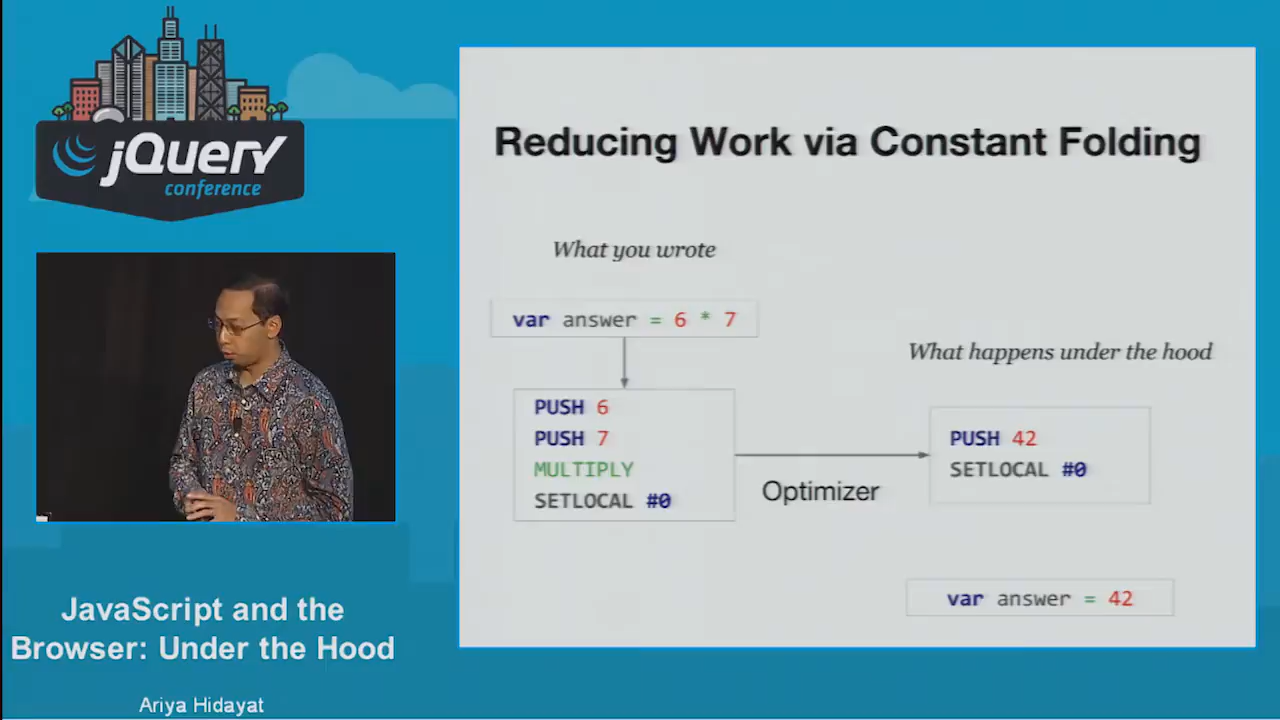 jQuery
conference
JavaScript and the
Browser: Under the Hood
Ariya Hidayat
Reducing Work via Constant Folding
What you wrote
var answer = 6 * 7
PUSH 6
PUSH 7
MULTIPLY
SETLOCAL #0
Optimizer
What happens under the hood
PUSH 42
SETLOCAL #0
var answer = 42